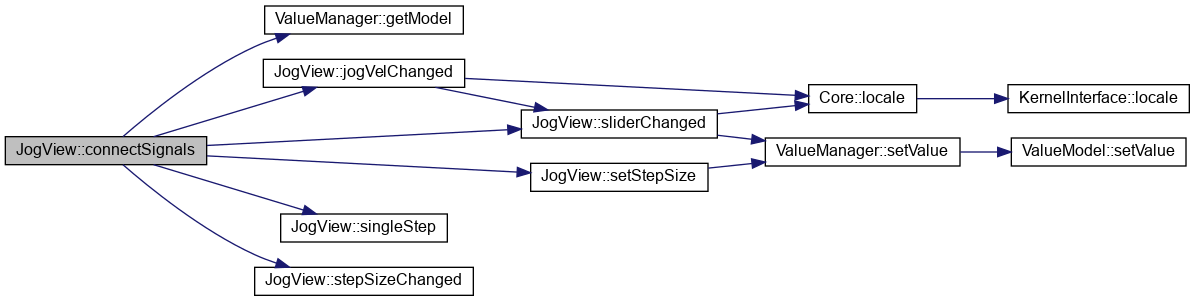 ValueManager::getModel
JogView::jogVelChanged
Core::locale
KernelInterface::locale
JogView::sliderChanged
JogView::connectSignals
ValueManager::setValue
ValueModel::setValue
JogView::setStepSize
JogView::singleStep
JogView::stepSizeChanged